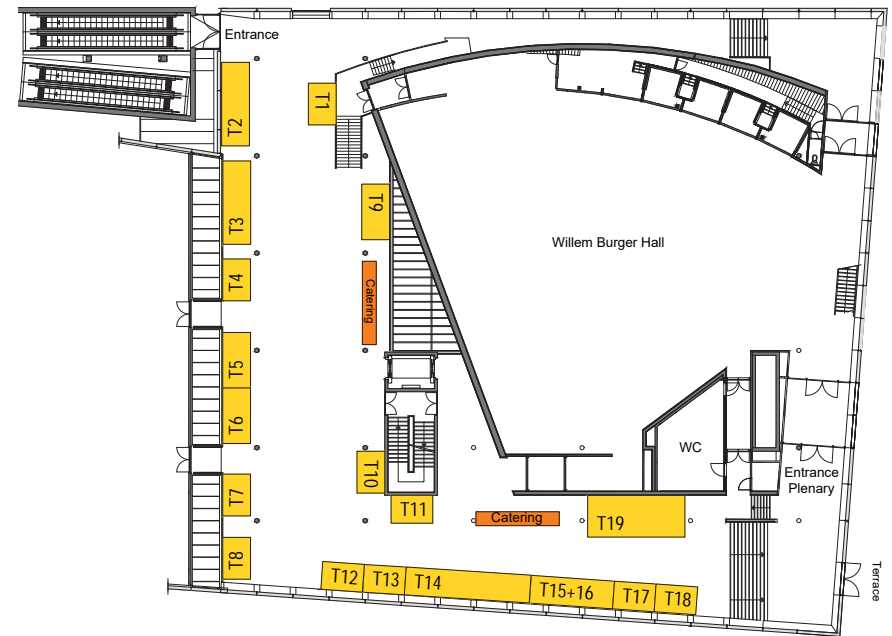 Entrance
T1
T2
T3
T9
Willem Burger Hall
T4
Catering
T5
T6
WC
T10
Entrance
Plenary
T7
T11
Catering
T19
T8
T12
T13
T14
T15+16
T17
T18
Terrace